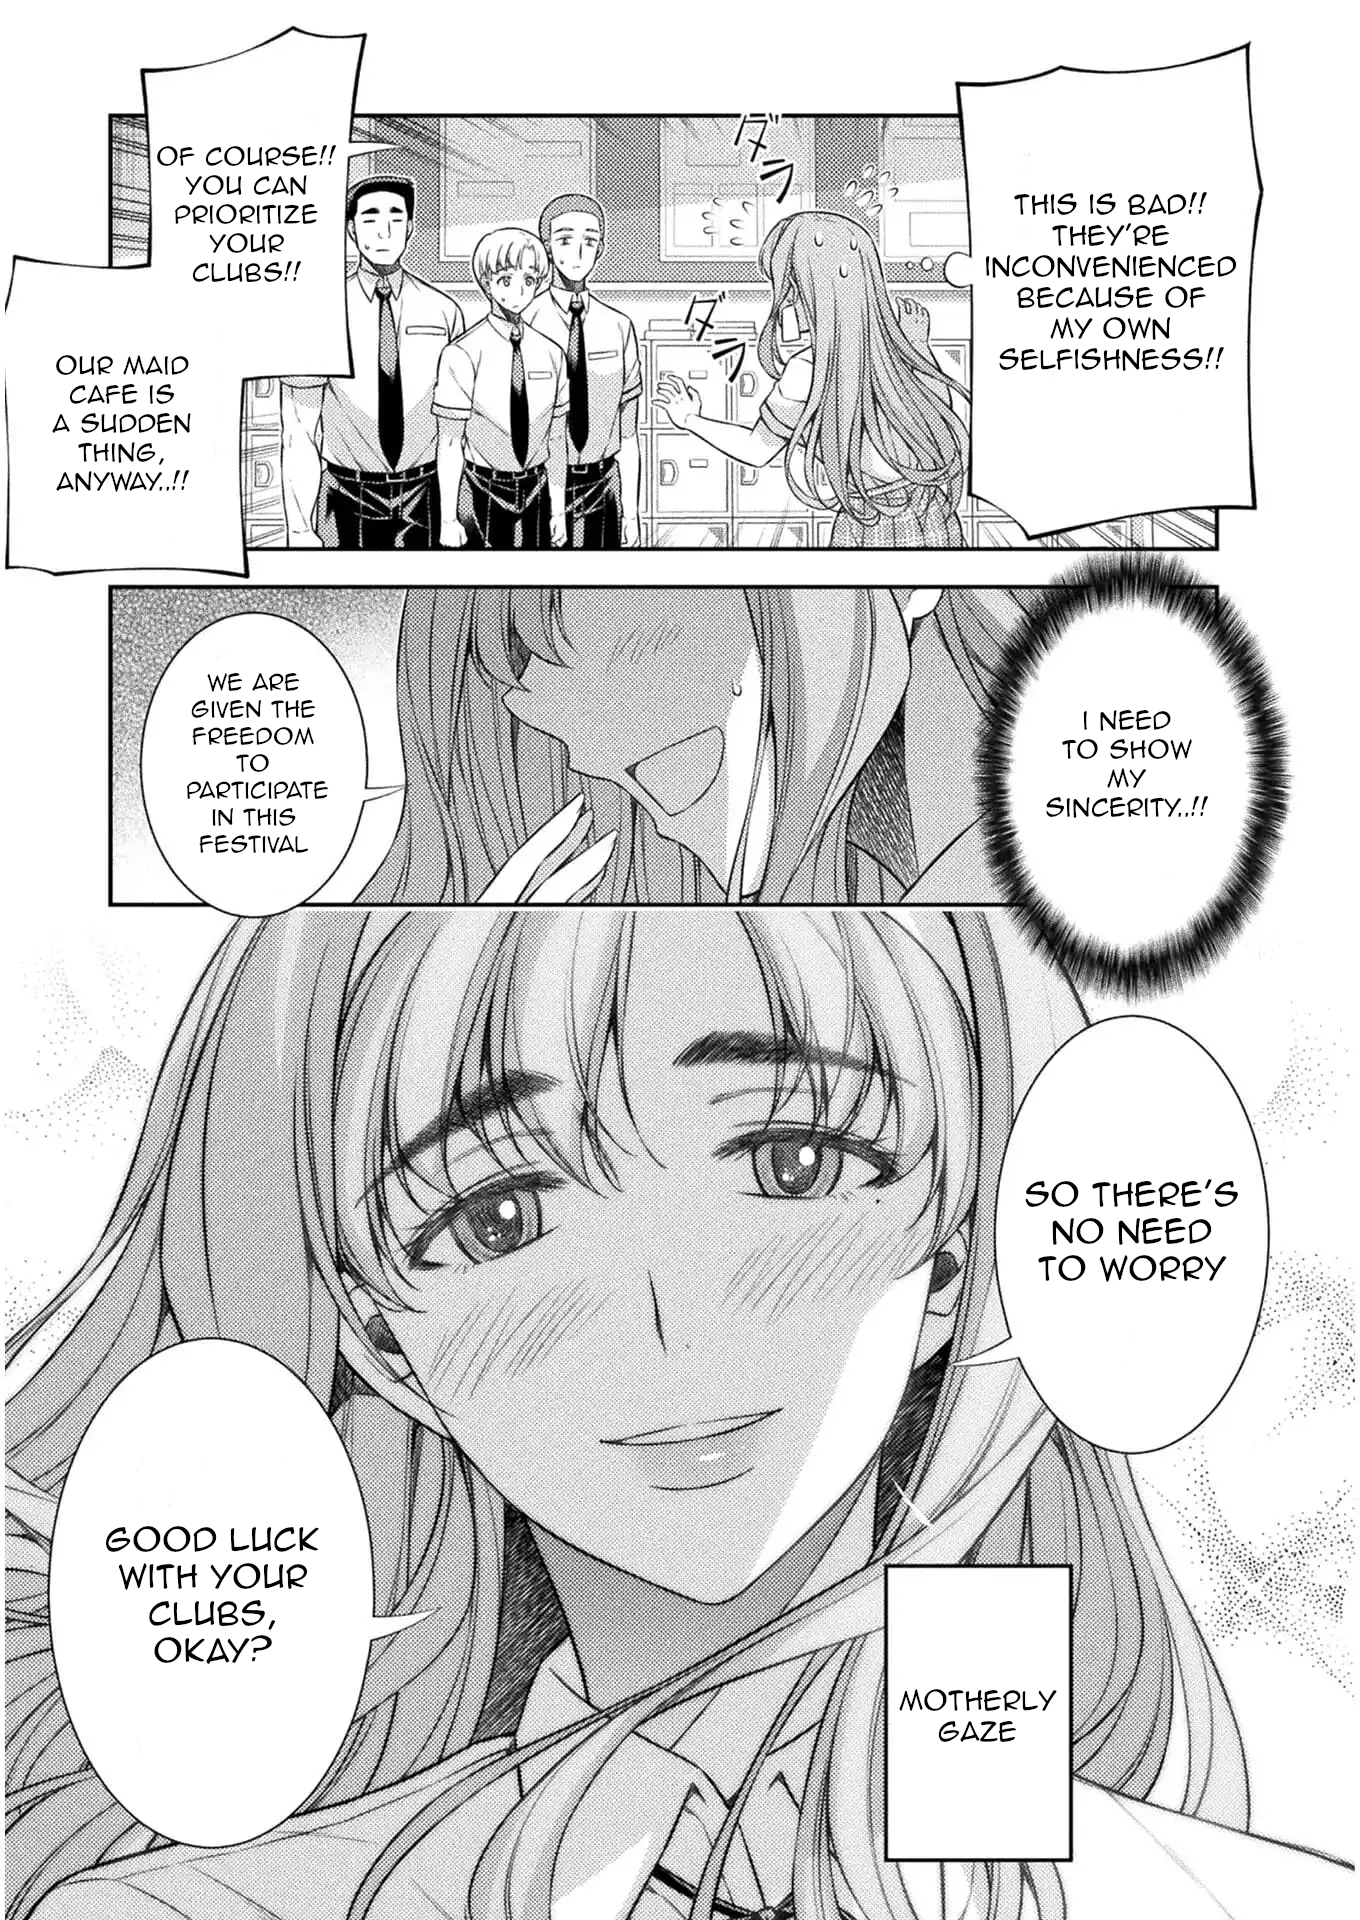 THIS IS BAD!!
THEY'RE
INCONVENIENCED
BECAUSE OF
MY OWN
SELFISHNESS!!
ダダダッ
OF COURSE!!
YOU CAN
PRIORITIZE
YOUR
CLUBS!!
OUR MAID
CAFE IS
A SUDDEN
THING,
ANYWAY..!!
I NEED
TO SHOW
MY
SINCERITY..!!
WE ARE
GIVEN THE
FREEDOM
TO
PARTICIPATE
IN THIS
FESTIVAL
SO THERE'S
NO NEED
TO WORRY
GOOD LUCK
WITH YOUR
CLUBS,
OKAY?
MOTHERLY
GAZE